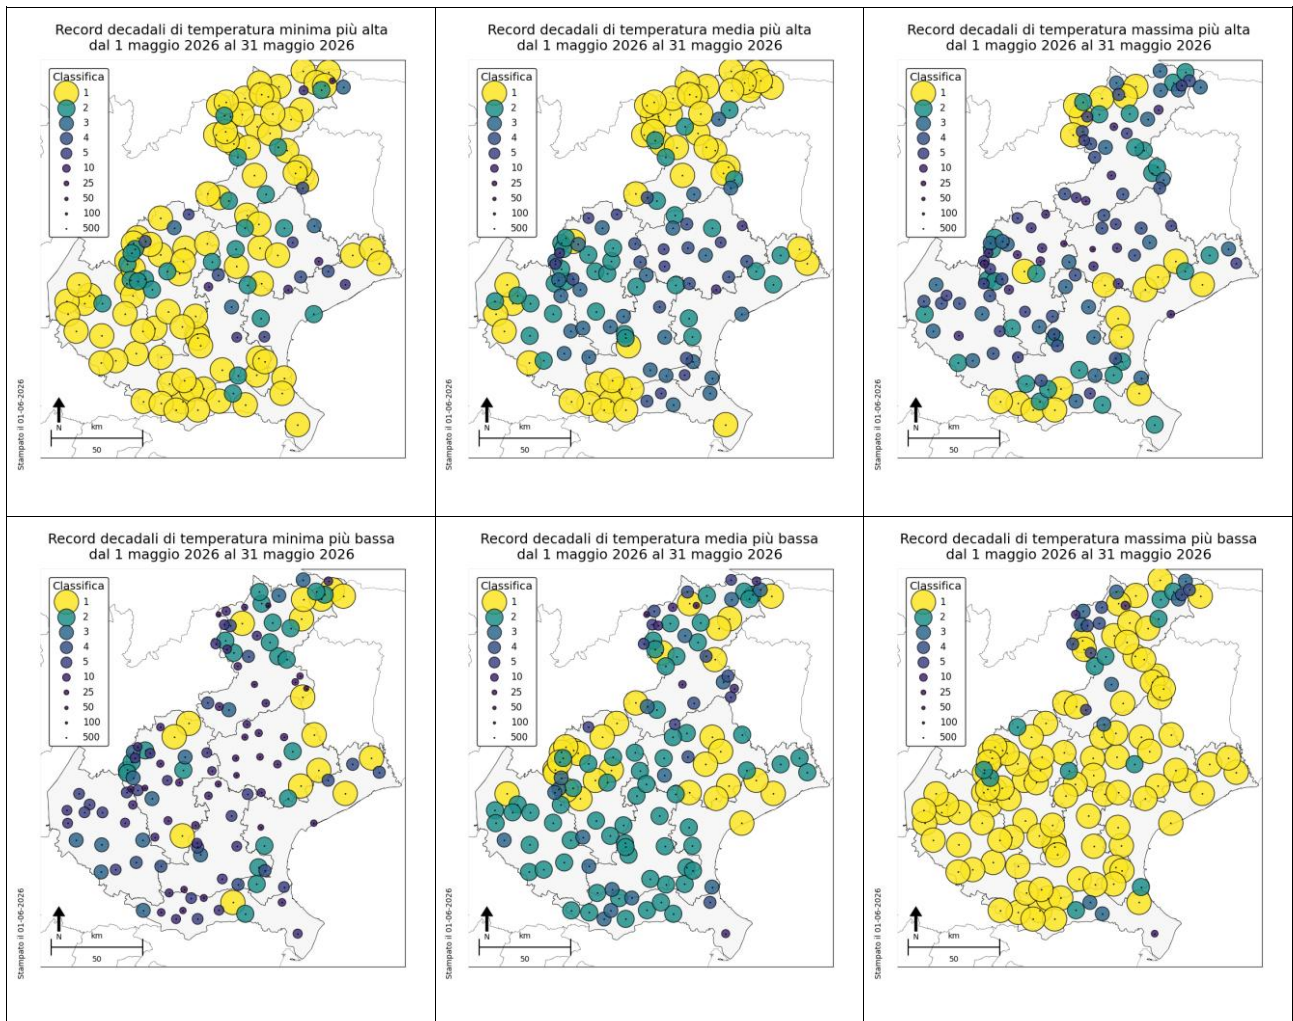 Record decadali di temperatura minima più alta
dal 1 maggio 2026 al 31 maggio 2026
Classifica
1
2
3
4
5
10
25
50
100
500
N
km
50
Stampato il 01-06-2026
Record decadali di temperatura media più alta
dal 1 maggio 2026 al 31 maggio 2026
Classifica
1
2
3
4
5
10
25
50
100
500
N
km
50
Stampato il 01-06-2026
Record decadali di temperatura massima più alta
dal 1 maggio 2026 al 31 maggio 2026
Classifica
1
2
3
4
5
10
25
50
100
500
N
km
50
Stampato il 01-06-2026
Record decadali di temperatura minima più bassa
dal 1 maggio 2026 al 31 maggio 2026
Classifica
1
2
3
4
5
10
25
50
100
500
N
km
50
Stampato il 01-06-2026
Record decadali di temperatura media più bassa
dal 1 maggio 2026 al 31 maggio 2026
Classifica
1
2
3
4
5
10
25
50
100
500
N
km
50
Stampato il 01-06-2026
Record decadali di temperatura massima più bassa
dal 1 maggio 2026 al 31 maggio 2026
Classifica
1
2
3
4
5
10
25
50
100
500
N
km
50
Stampato il 01-06-2026